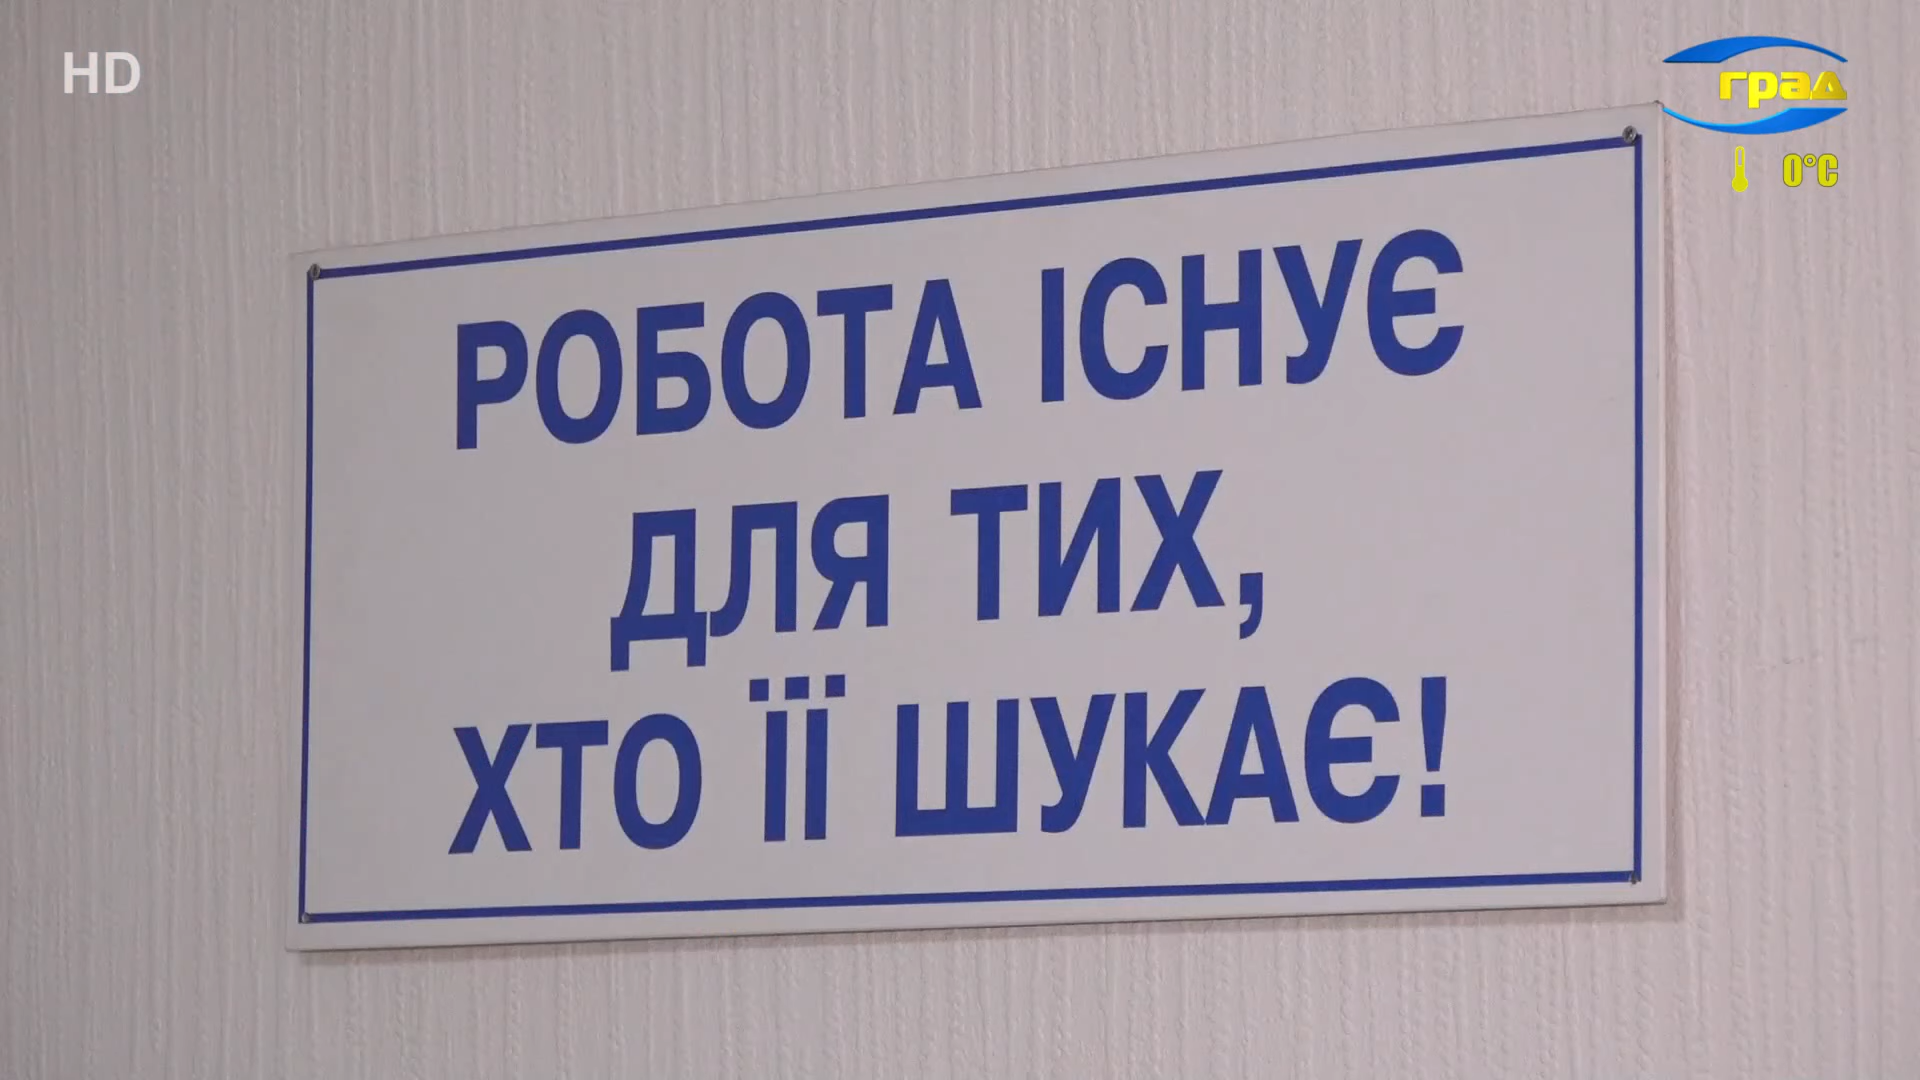 HD
град
0°C
РОБОТА ІСНУЄ
ДЛЯ ТИХ,
ХТО ЇЇ ШУКАЄ!